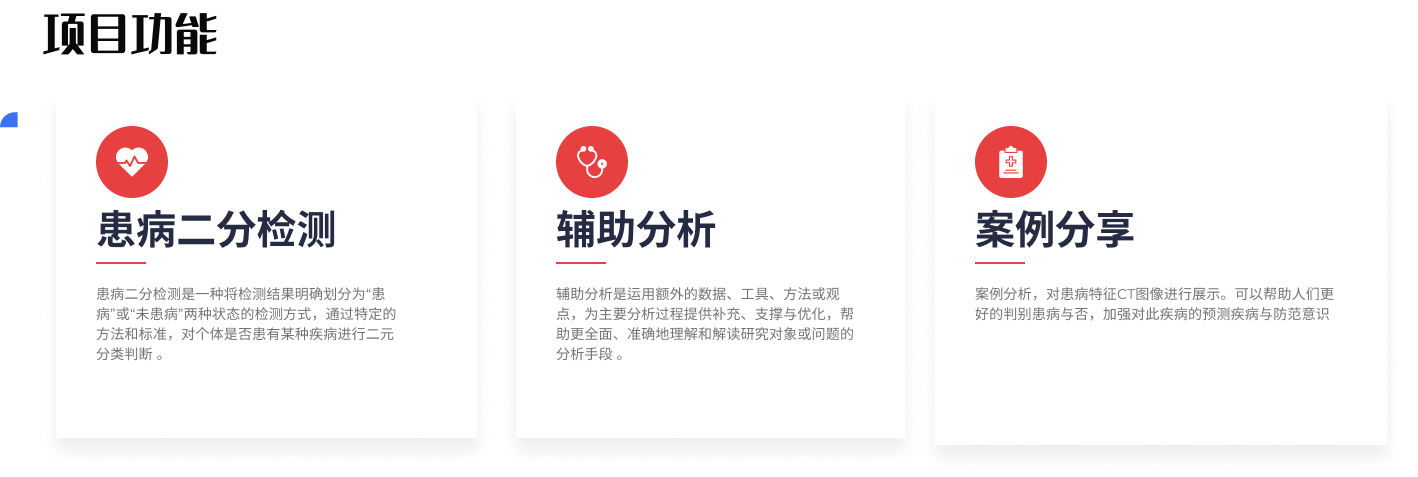 项目功能
患病二分检测
患病二分检测是一种将检测结果明确划分为“患
病”或“未患病”两种状态的检测方式，通过特定的
方法和标准，对个体是否患有某种疾病进行二元
分类判断 。
辅助分析
辅助分析是运用额外的数据、工具、方法或观
点，为主要分析过程提供补充、支撑与优化，帮
助更全面、准确地理解和解读研究对象或问题的
分析手段 。
案例分享
案例分析，对患病特征CT图像进行展示。可以帮助人们更
好的判别患病与否，加强对此疾病的预测疾病与防范意识